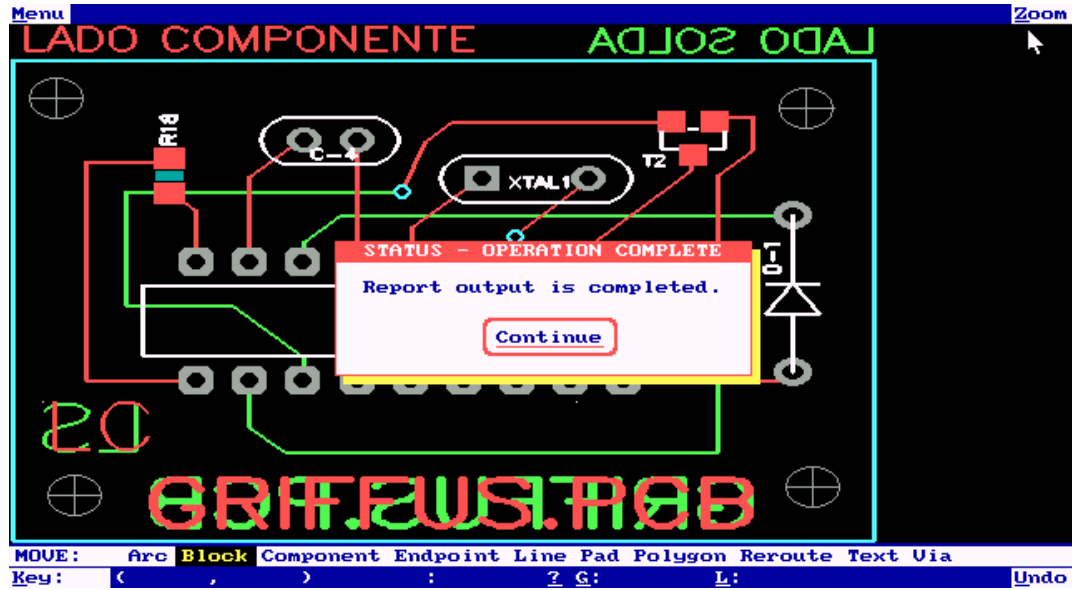 Menu Zoom
LADO COMPONENTE LADO SOLDA
R18
C-4
T2
XTAL1
D-1
STATUS - OPERATION COMPLETE
Report output is completed.
Continue
GRIFFUS.PCB
MOVE: Arc Block Component Endpoint Line Pad Polygon Reroute Text Via
Key: ( , ) : ? G: L: Undo